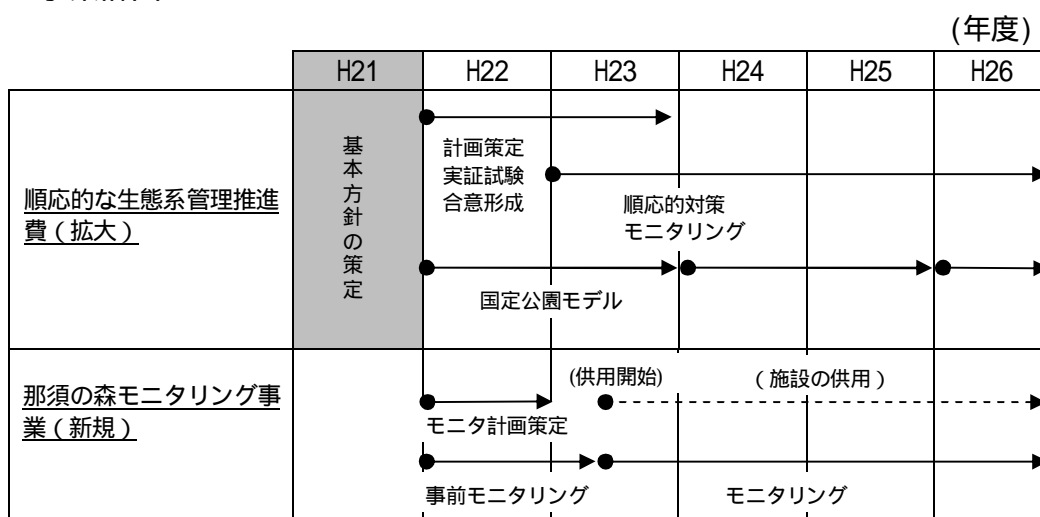 (年度)
H21 H22 H23 H24 H25 H26
順応的な生態系管理推進
費(拡大)
基本方針の策定
計画策定
実証試験
合意形成
順応的対策
モニタリング
国定公園モデル
那須の森モニタリング事
業(新規)
(供用開始)
(施設の供用)
モニタ計画策定
事前モニタリング
モニタリング